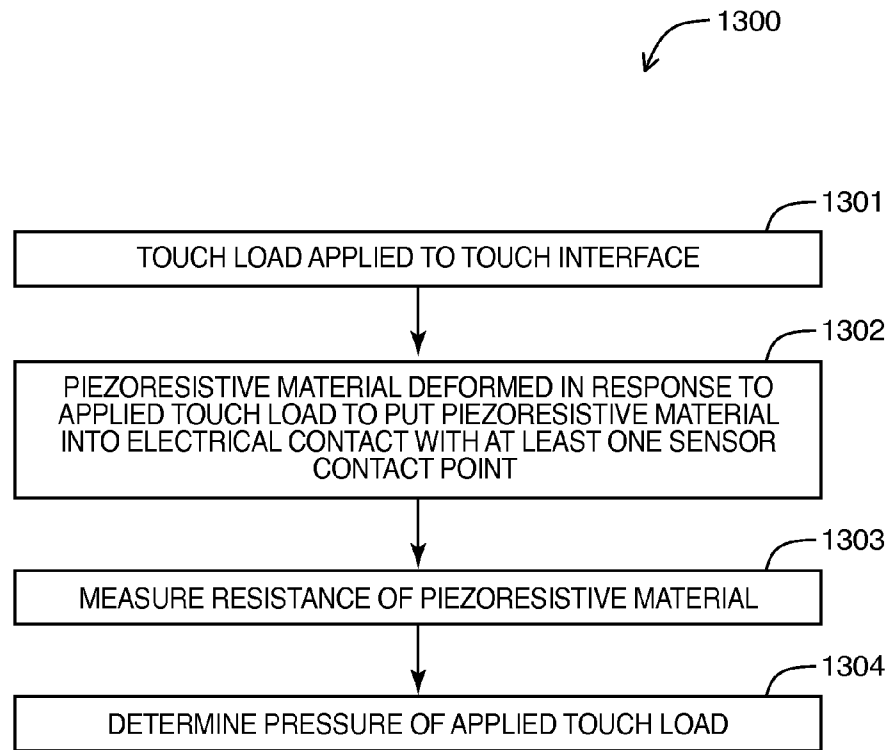 1300
1301
TOUCH LOAD APPLIED TO TOUCH INTERFACE
1302
PIEZORESISTIVE MATERIAL DEFORMED IN RESPONSE TO
APPLIED TOUCH LOAD TO PUT PIEZORESISTIVE MATERIAL
INTO ELECTRICAL CONTACT WITH AT LEAST ONE SENSOR
CONTACT POINT
1303
MEASURE RESISTANCE OF PIEZORESISTIVE MATERIAL
1304
DETERMINE PRESSURE OF APPLIED TOUCH LOAD